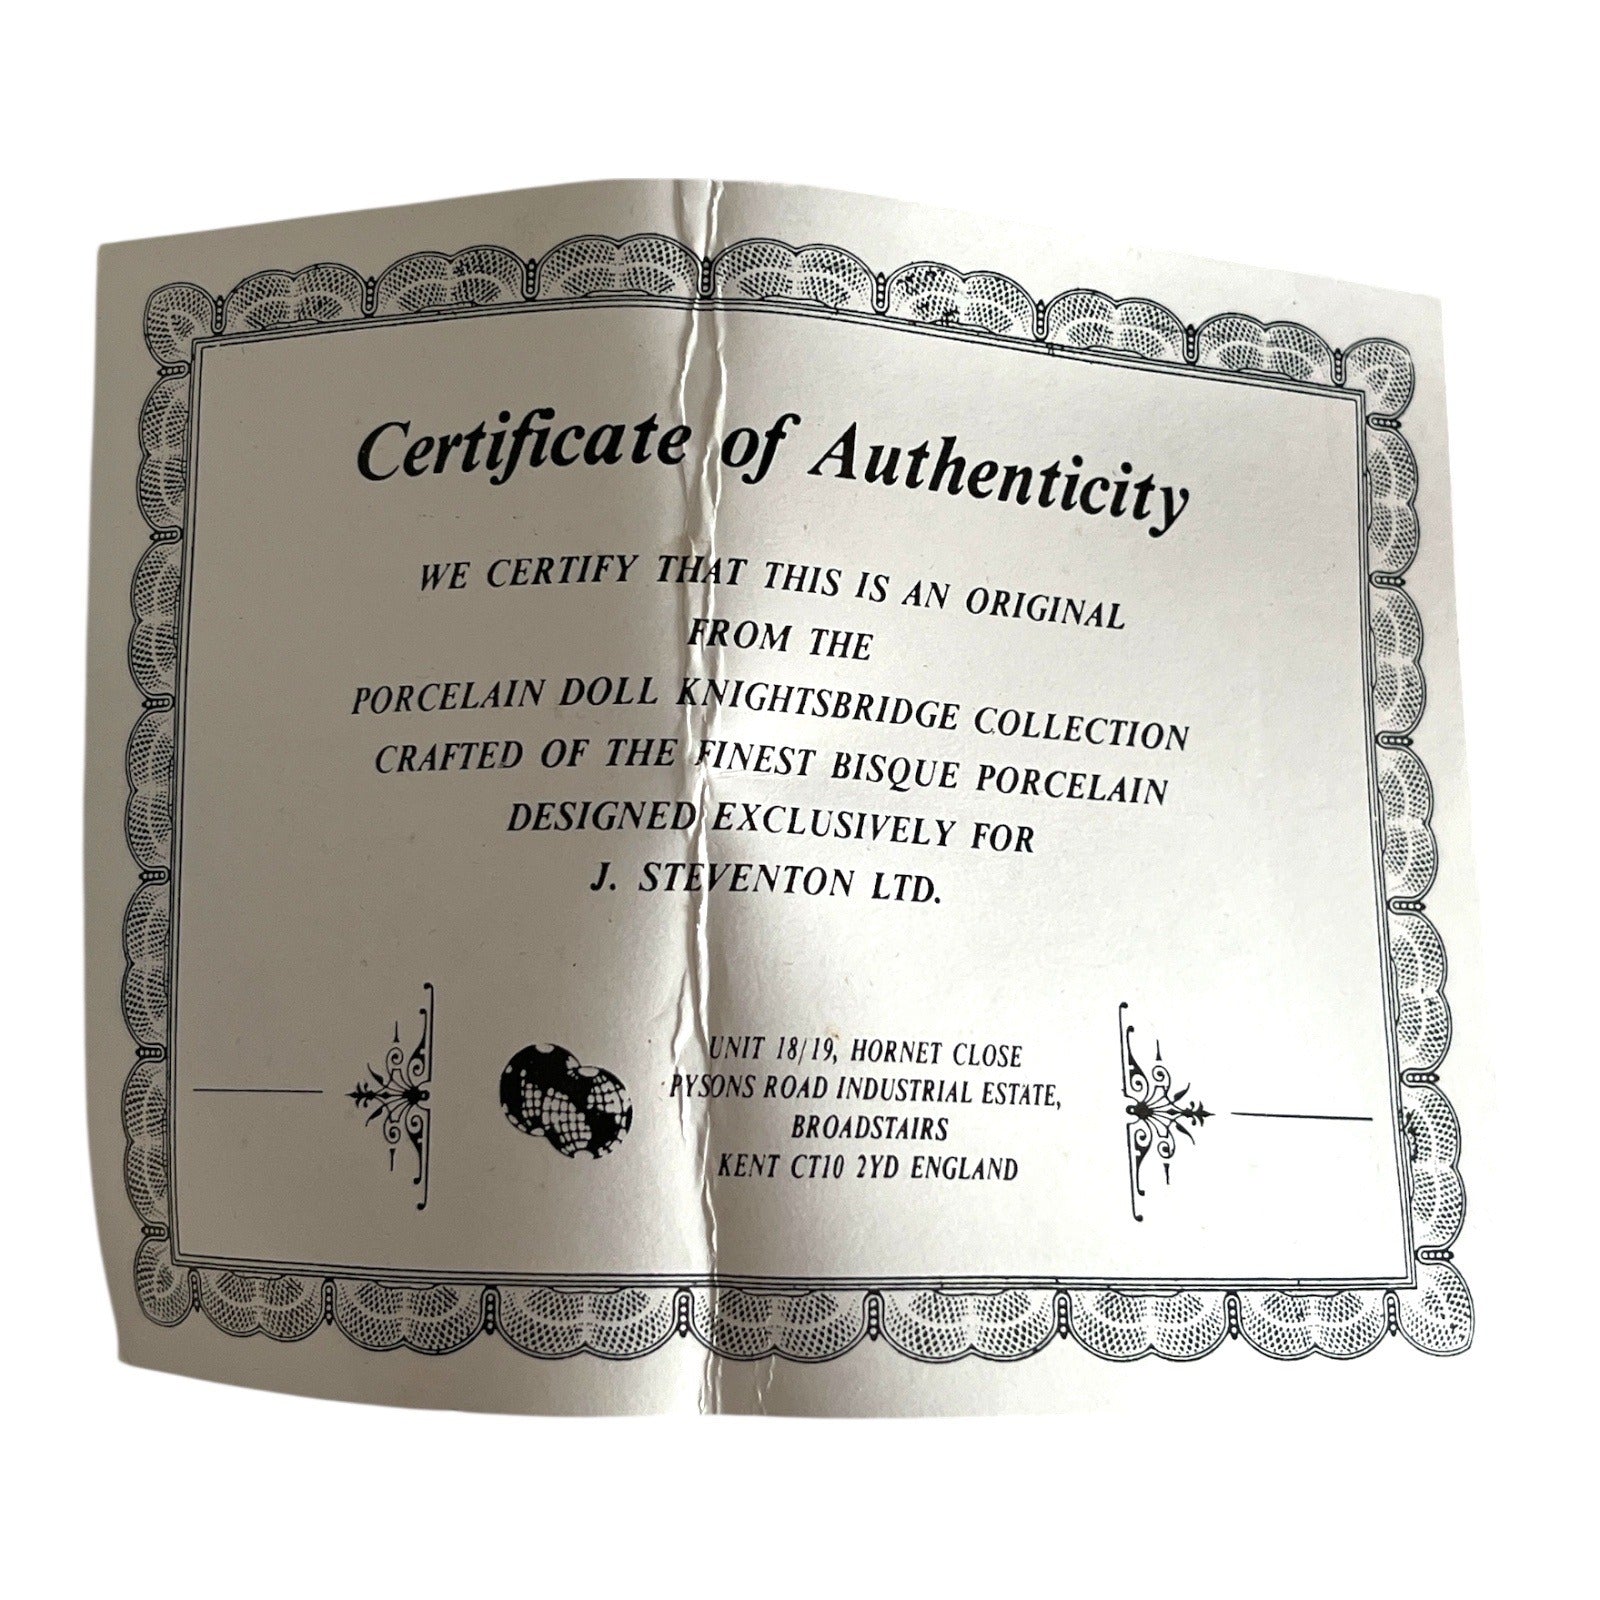 Certificate of Authenticity
WE CERTIFY THAT THIS IS AN ORIGINAL
FROM THE
PORCELAIN DOLL KNIGHTSBRIDGE COLLECTION
CRAFTED OF THE FINEST BISQUE PORCELAIN
DESIGNED EXCLUSIVELY FOR
J. STEVENTON LTD.
UNIT 18/19, HORNET CLOSE
PYSONS ROAD INDUSTRIAL ESTATE,
BROADSTAIRS
KENT CT10 2YD ENGLAND